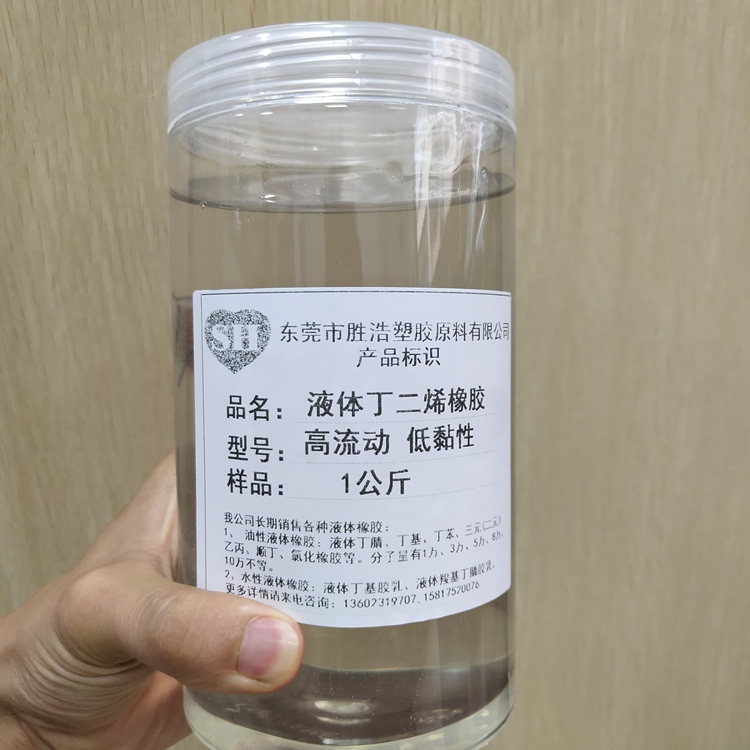 SH
东莞市胜浩塑胶原料有限公司
产品标识
品名： 液体丁二烯橡胶
型号： 高流动 低黏性
样品： 1公斤
我公司长期销售各种液体橡胶：
1、油性液体橡胶：液体丁腈、丁基、丁苯、三元(二元)
乙丙、顺丁、氯化橡胶等。分子量有1万、3万、5万、8万、
10万不等。
2、水性液体橡胶：液体丁基胶乳、液体羧基丁腈胶乳。
更多详情请来电咨询：13602319707、15817520076